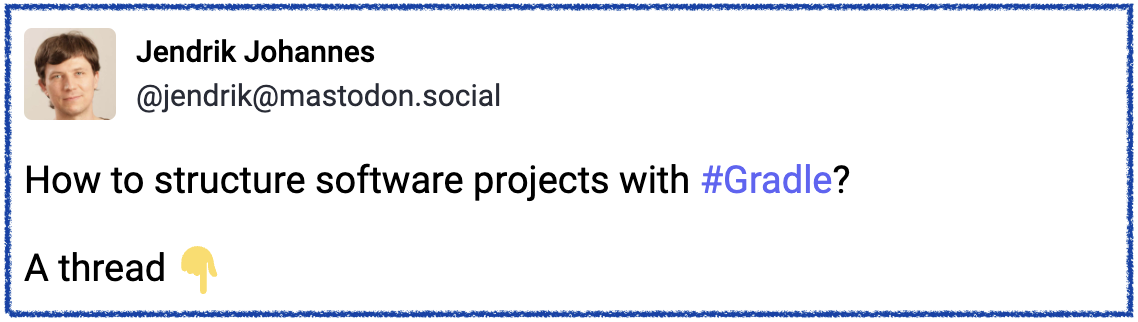 Jendrik Johannes
@jendrik@mastodon.social
How to structure software projects with #Gradle?
A thread 👇